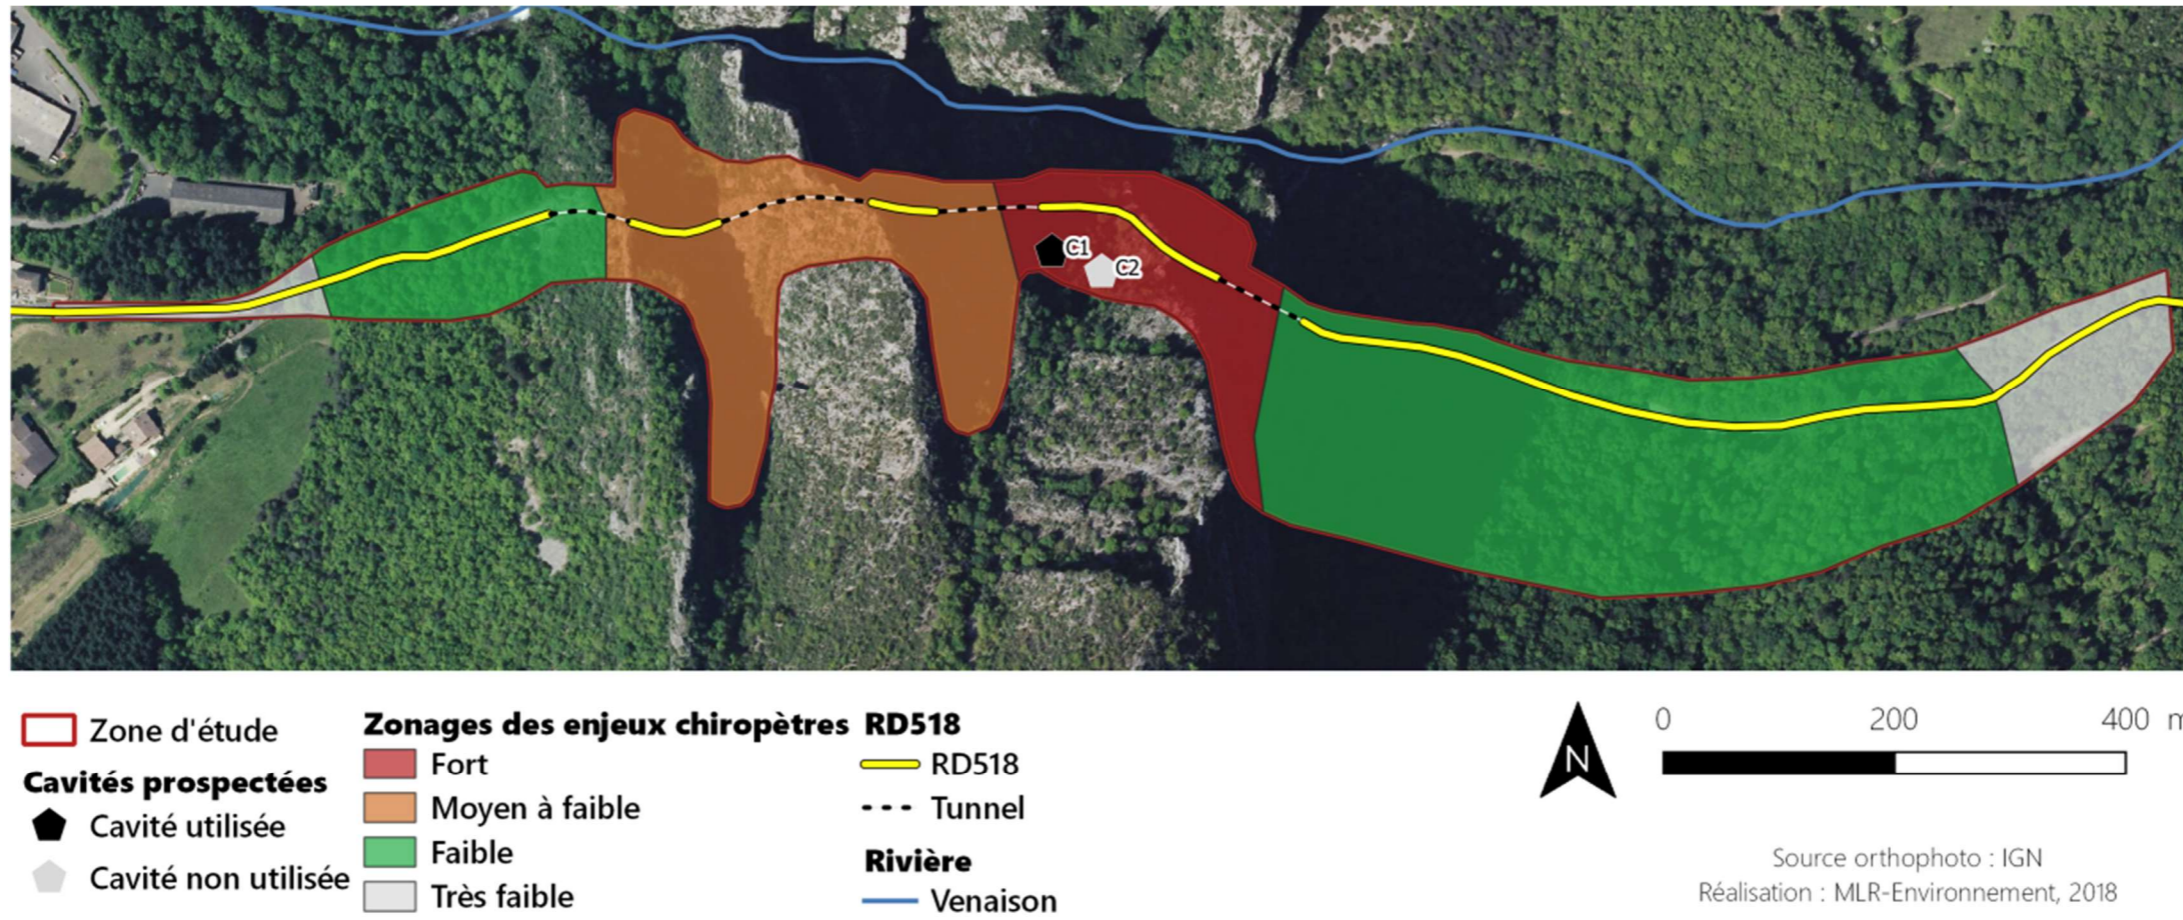 C1
C2
Zone d'étude
Cavités prospectées
Cavité utilisée
Cavité non utilisée
Zonages des enjeux chiroptères
Fort
Moyen à faible
Faible
Très faible
RD518
RD518
Tunnel
Rivière
Venaison
N
0 200 400 m
Source orthophoto : IGN
Réalisation : MLR-Environnement, 2018